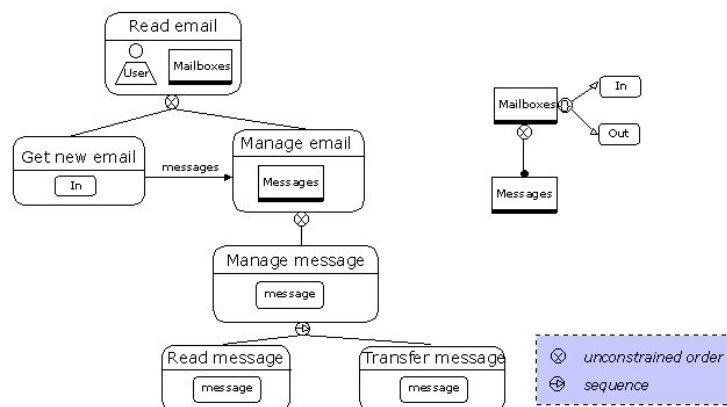 Read email
User
Mailboxes
In
Mailboxes
Out
Get new email
In
messages
Manage email
Messages
Messages
Manage message
message
Read message
message
Transfer message
message
unconstrained order
sequence